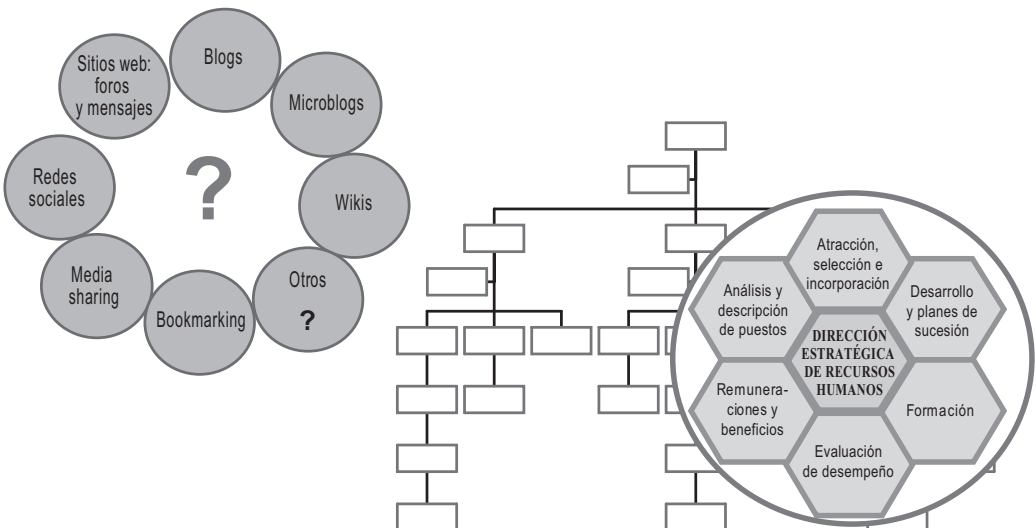 Sitios web:
foros
y mensajes
Blogs
Microblogs
Wikis
Otros
?
Bookmarking
Media
sharing
Redes
sociales
?
Atracción,
selección e
incorporación
Desarrollo
y planes de
sucesión
Formación
Evaluación
de desempeño
Remunera-
ciones y
beneficios
Análisis y
descripción
de puestos
DIRECCIÓN
ESTRATÉGICA
DE RECURSOS
HUMANOS